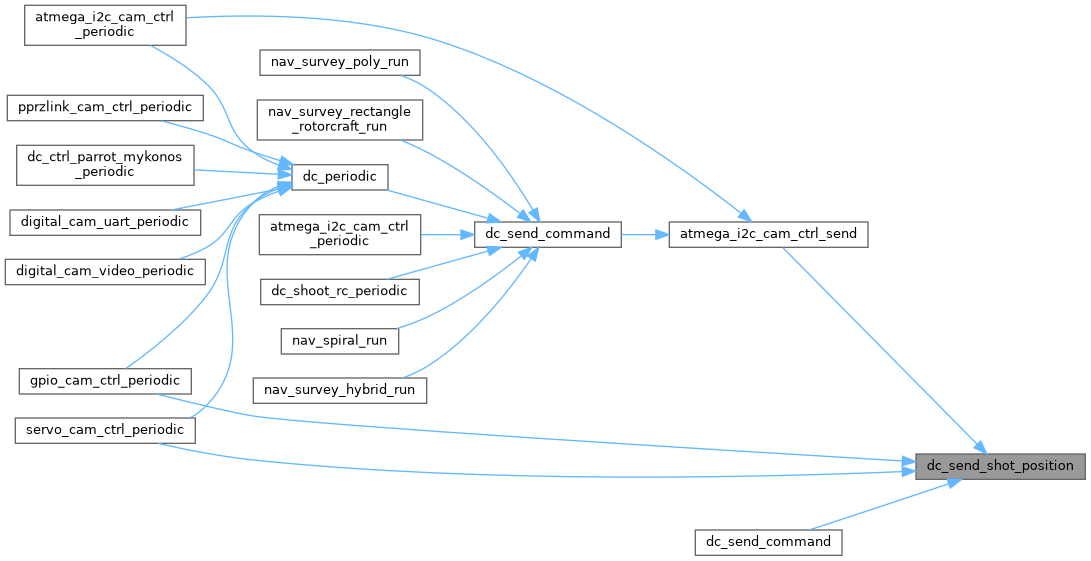 atmega_i2c_cam_ctrl
_periodic
pprzlink_cam_ctrl_periodic
dc_ctrl_parrot_mykonos
_periodic
digital_cam_uart_periodic
digital_cam_video_periodic
gpio_cam_ctrl_periodic
servo_cam_ctrl_periodic
nav_survey_poly_run
nav_survey_rectangle
_rotorcraft_run
dc_periodic
atmega_i2c_cam_ctrl
_periodic
dc_shoot_rc_periodic
nav_spiral_run
nav_survey_hybrid_run
dc_send_command
atmega_i2c_cam_ctrl_send
dc_send_command
dc_send_shot_position